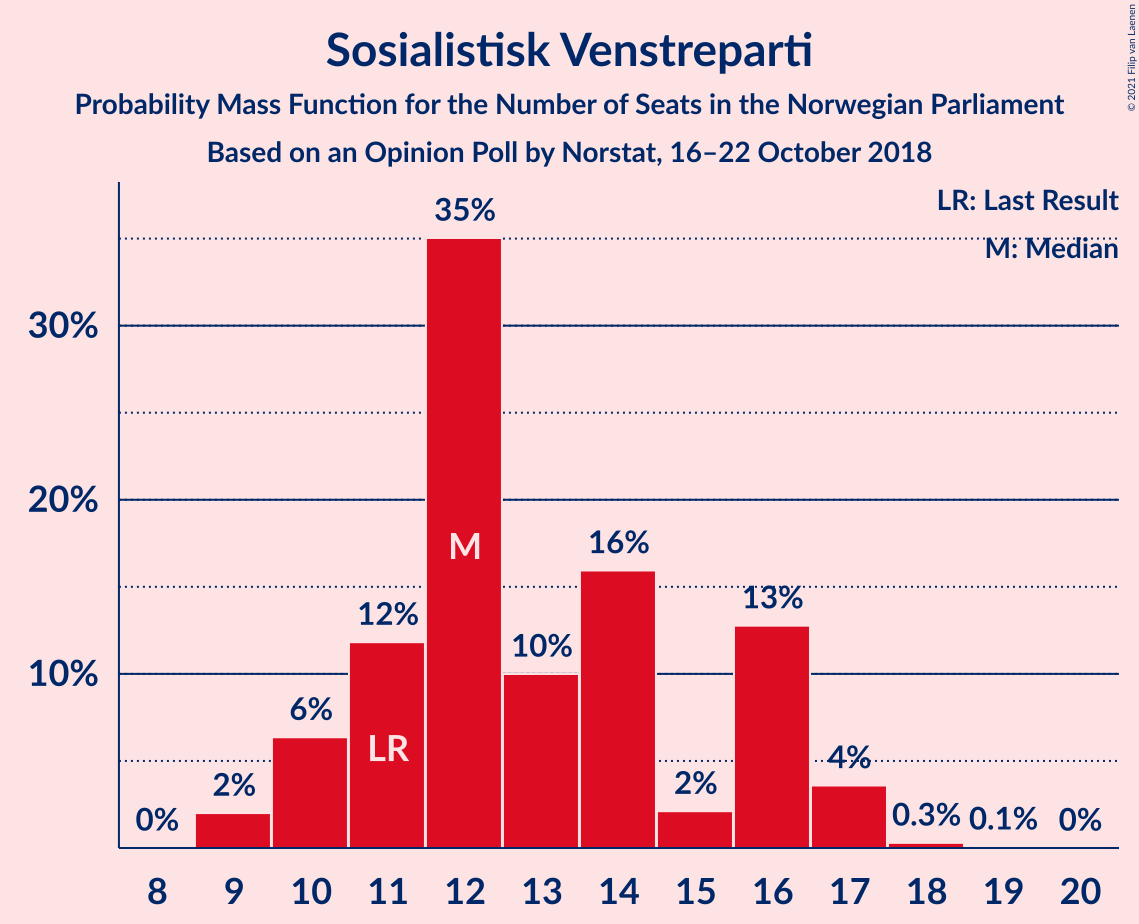 Sosialistisk Venstreparti
Probability Mass Function for the Number of Seats in the Norwegian Parliament
Based on an Opinion Poll by Norstat, 16–22 October 2018
© 2021 Filip van Laenen
LR: Last Result
M: Median
35%
30%
20%
M
16%
13%
12%
10%
10%
6%
LR
4%
2%
2%
0%
0.3%
0.1%
0%
8 9 10 11 12 13 14 15 16 17 18 19 20